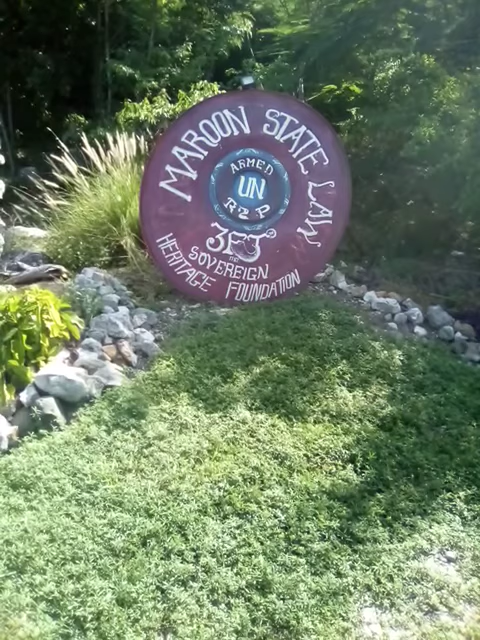 MAROON STATE LAW
ARMED
UN
R2P
SOVEREIGN
HERITAGE FOUNDATION